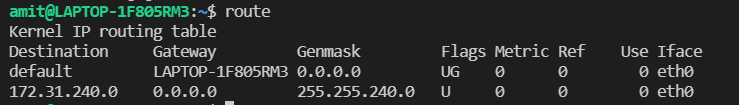 amit@LAPTOP-1F805RM3:~$ route
Kernel IP routing table
Destination Gateway Genmask Flags Metric Ref Use Iface
default LAPTOP-1F805RM3 0.0.0.0 UG 0 0 0 eth0
172.31.240.0 0.0.0.0 255.255.240.0 U 0 0 0 eth0